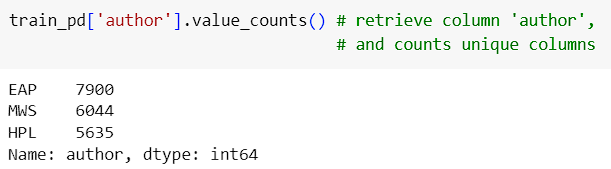 train_pd['author'].value_counts() # retrieve column 'author',
# and counts unique columns
EAP    7900
MWS    6044
HPL    5635
Name: author, dtype: int64